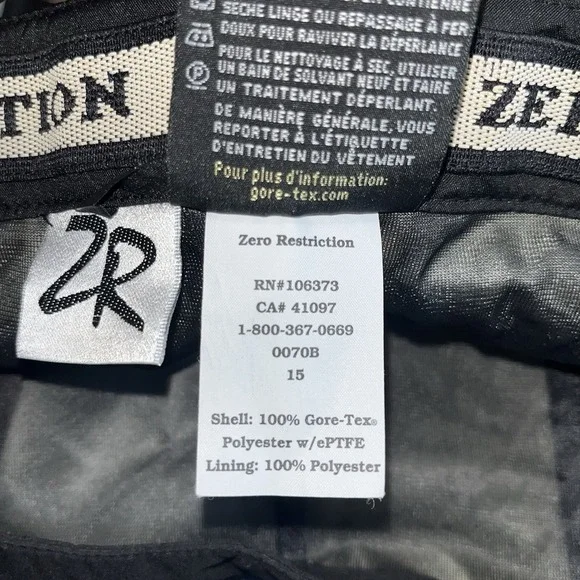 SÈCHE LINGE OU REPASSAGE À FER
DOUX POUR RAVIVER LA DÉPERLANCE
POUR LE NETTOYAGE À SEC, UTILISER
UN BAIN DE SOLVANT NEUF ET FAIRE
UN TRAITEMENT DÉPERLANT.
DE MANIÈRE GÉNÉRALE, VOUS
REPORTER À L'ÉTIQUETTE
D'ENTRETIEN DU VÊTEMENT
Pour plus d'information:
gore-tex.com
P
TION
ZE
ZR
Zero Restriction
RN#106373
CA# 41097
1-800-367-0669
0070B
15
Shell: 100% Gore-Tex®
Polyester w/ePTFE
Lining: 100% Polyester